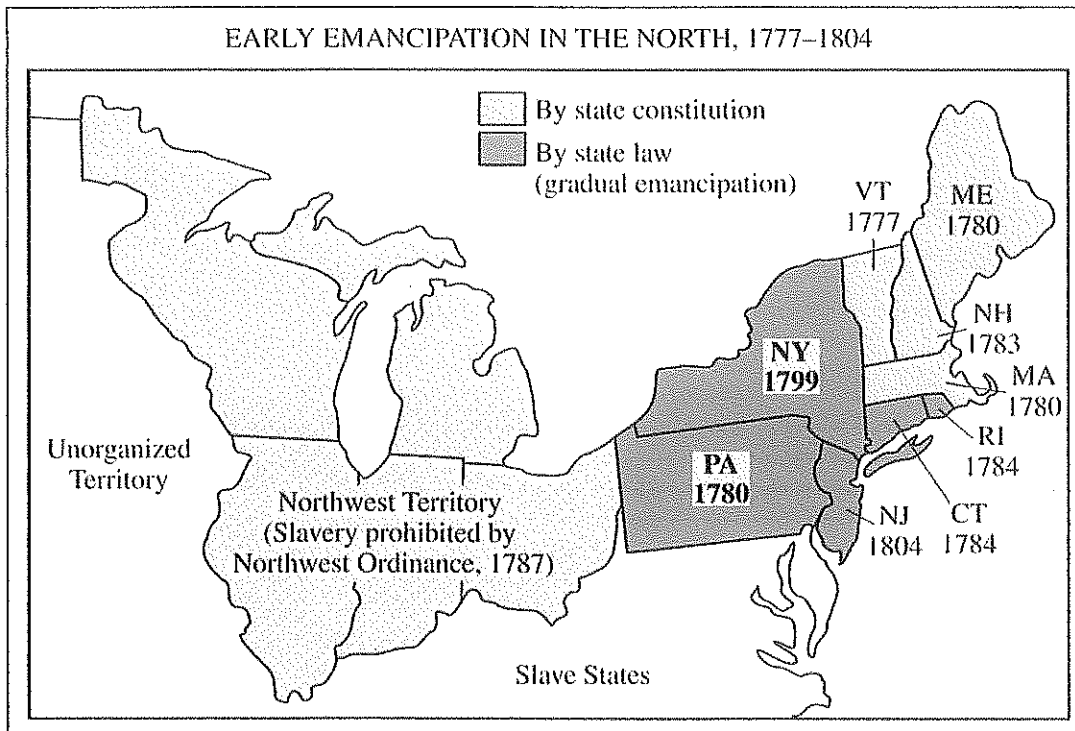 EARLY EMANCIPATION IN THE NORTH, 1777–1804
By state constitution
By state law
(gradual emancipation)
VT
1777
ME
1780
NH
1783
MA
1780
RI
1784
CT
1784
NJ
1804
NY
1799
PA
1780
Unorganized
Territory
Northwest Territory
(Slavery prohibited by
Northwest Ordinance, 1787)
Slave States